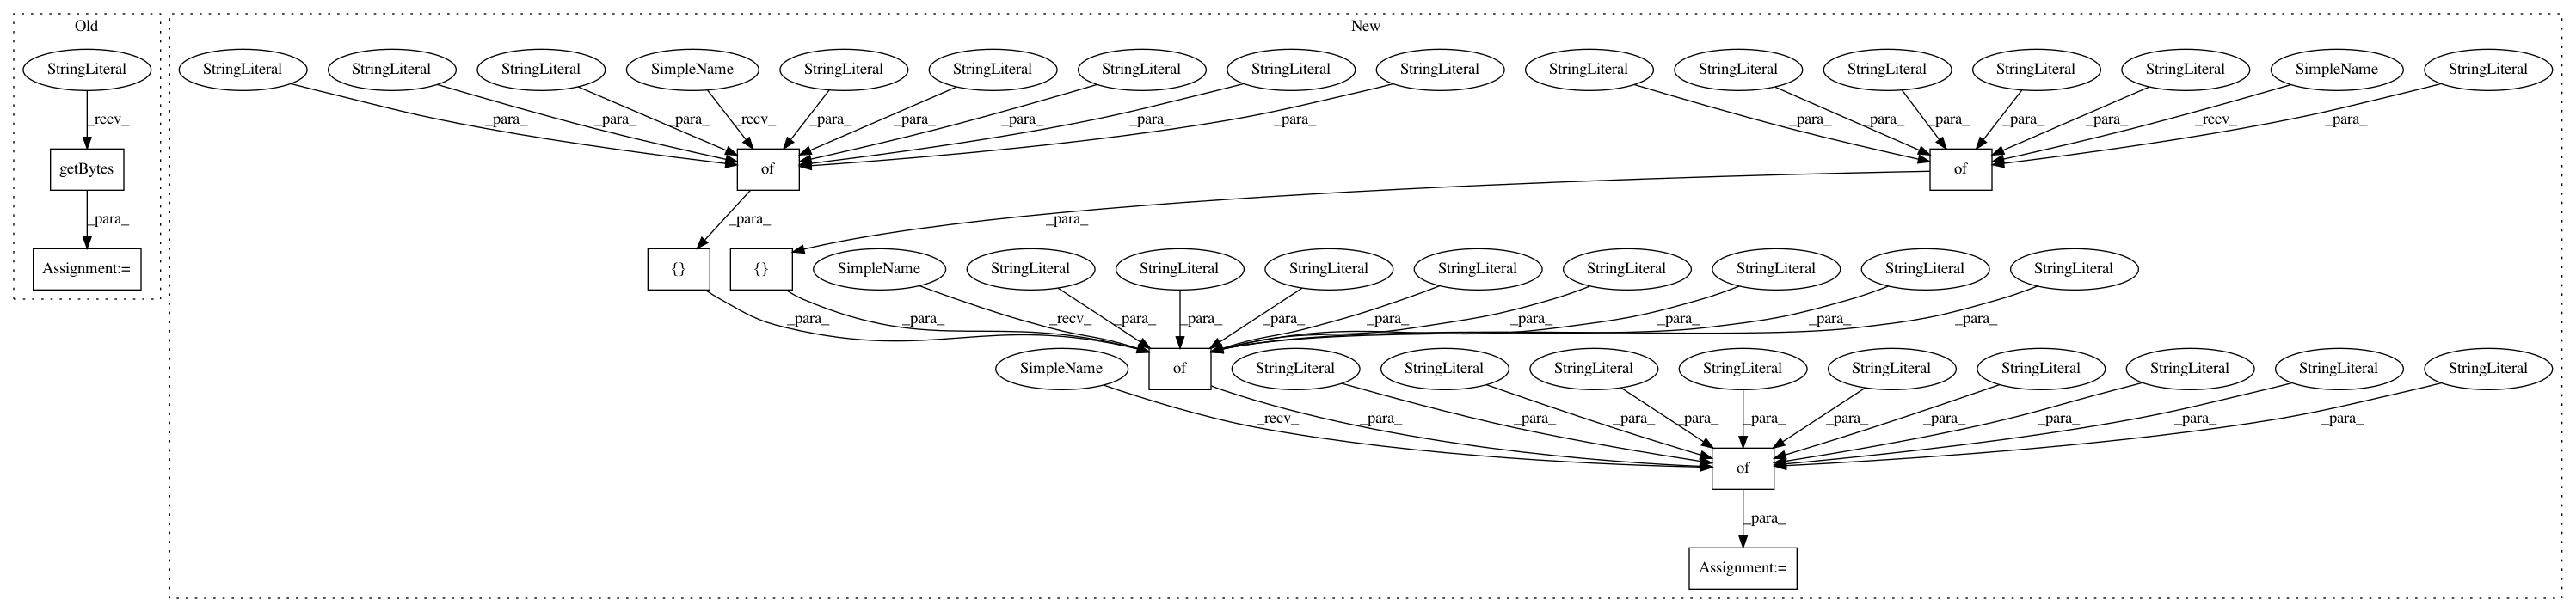 Old
New
StringLiteral
StringLiteral
StringLiteral
StringLiteral
SimpleName
StringLiteral
StringLiteral
StringLiteral
StringLiteral
StringLiteral
StringLiteral
StringLiteral
StringLiteral
StringLiteral
StringLiteral
SimpleName
StringLiteral
_recv_
_para_
_para_
_para_
_recv_
_para_
_para_
_para_
_para_
_para_
_para_
_para_
_para_
_para_
_para_
_recv_
_para_
getBytes
of
of
_para_
_para_
_para_
Assignment:=
{}
{}
SimpleName
StringLiteral
StringLiteral
StringLiteral
StringLiteral
StringLiteral
StringLiteral
StringLiteral
StringLiteral
_para_
_para_
_recv_
_para_
_para_
_para_
_para_
_para_
_para_
_para_
_para_
SimpleName
of
StringLiteral
StringLiteral
StringLiteral
StringLiteral
StringLiteral
StringLiteral
StringLiteral
StringLiteral
StringLiteral
_recv_
_para_
_para_
_para_
_para_
_para_
_para_
_para_
_para_
_para_
_para_
of
_para_
Assignment:=